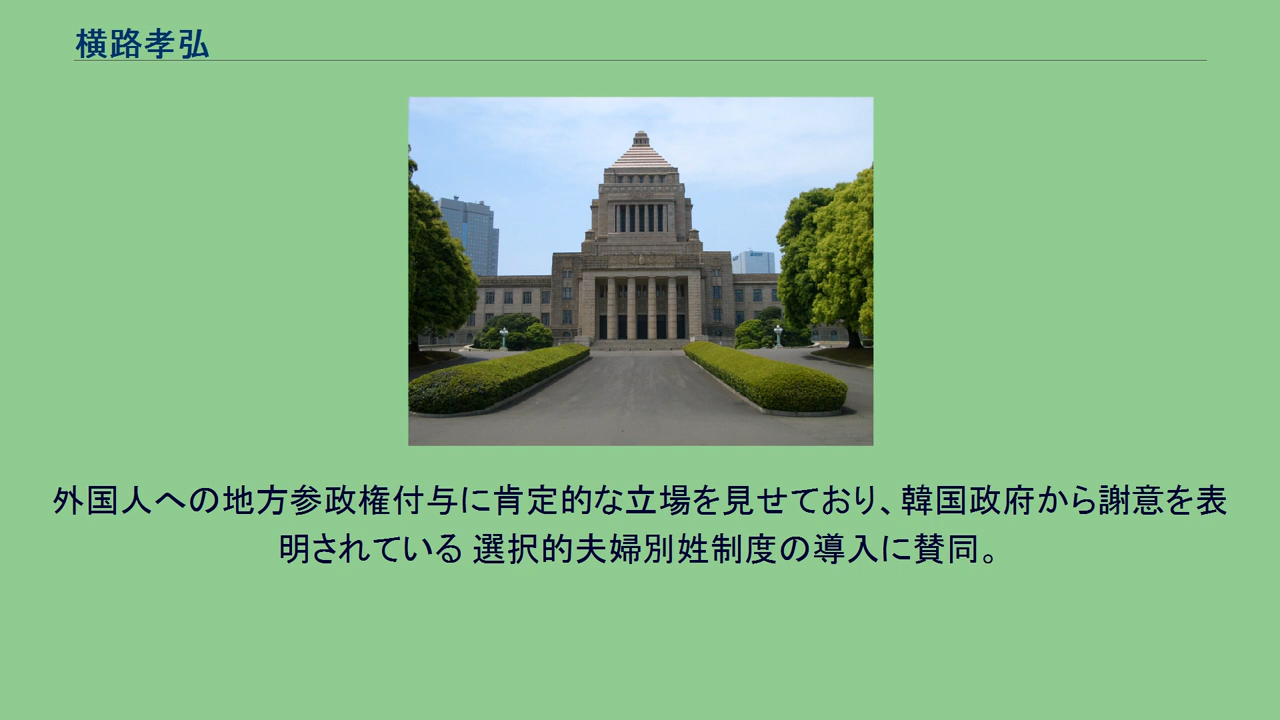 横路孝弘
外国人への地方参政権付与に肯定的な立場を見せており、韓国政府から謝意を表
明されている 選択的夫婦別姓制度の導入に賛同。